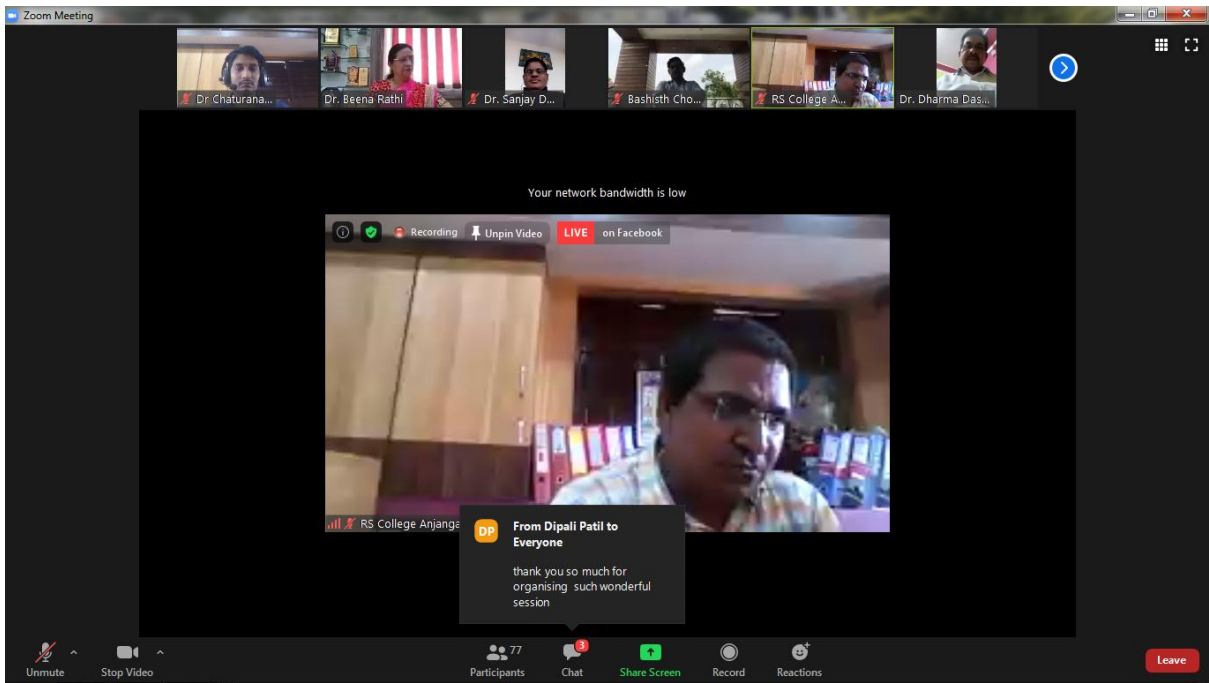 Zoom Meeting
Dr Chaturana...
Dr. Beena Rathi
Dr. Sanjay D...
Bashisth Cho...
RS College A...
Dr. Dharma Das...
Your network bandwidth is low
Recording
Unpin Video
LIVE on Facebook
RS College Anjanga
DP
From Dipali Patil to
Everyone
thank you so much for
organising such wonderful
session
Unmute
Stop Video
77
Participants
3
Chat
Share Screen
Record
Reactions
Leave